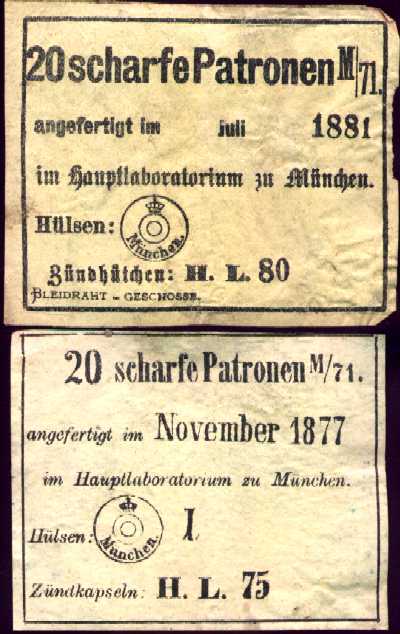 20 scharfe Patronen M/71.
angefertigt im Juli 1881
im Hauptlaboratorium zu München.
Hülsen: München.
Zündhütchen: H. L. 80
BLEIDRAHT - GESCHOSSE.
20 scharfe Patronen M/71.
angefertigt im November 1877
im Hauptlaboratorium zu München.
Hülsen: München. I
Zündkapseln: H. L. 75